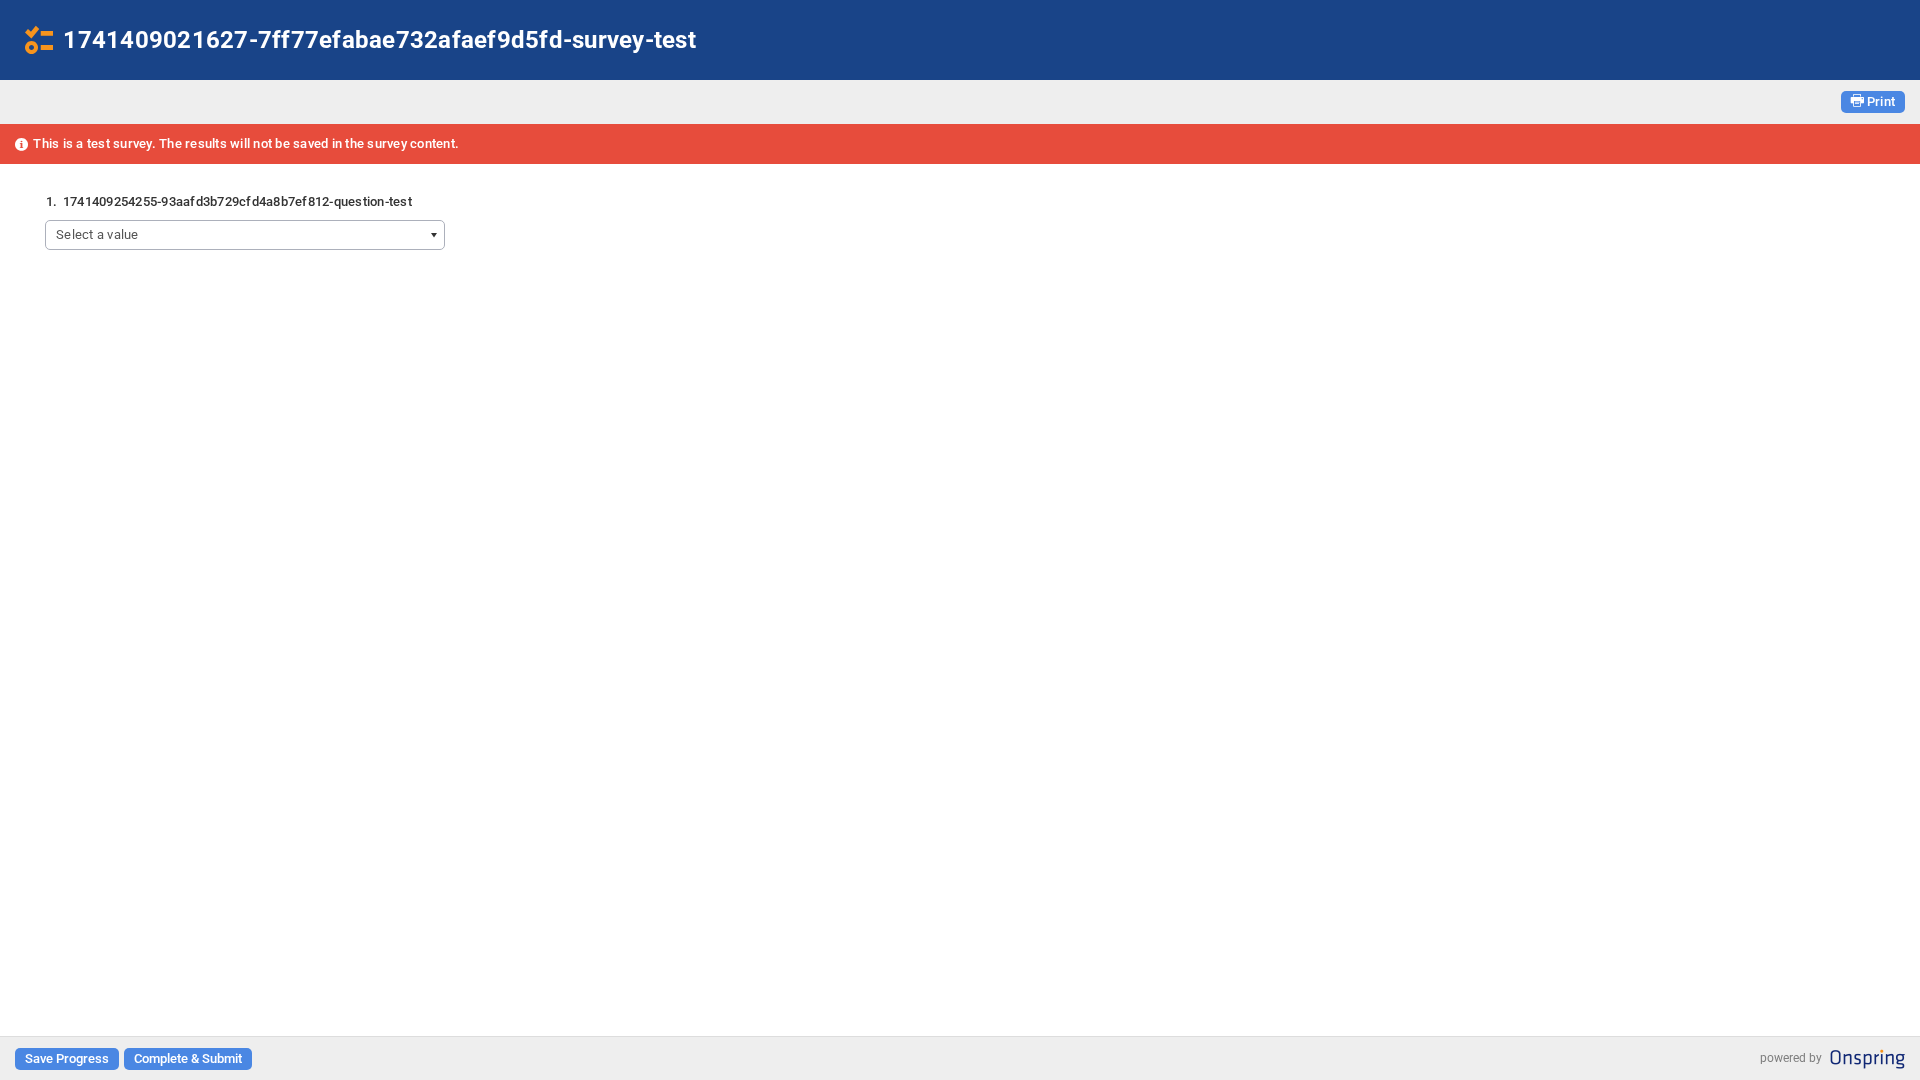 1741409021627-7ff77efabae732afaef9d5fd-survey-test
Print
This is a test survey. The results will not be saved in the survey content.
1. 1741409254255-93aafd3b729cfd4a8b7ef812-question-test
Select a value
Save Progress Complete & Submit powered by Onspring